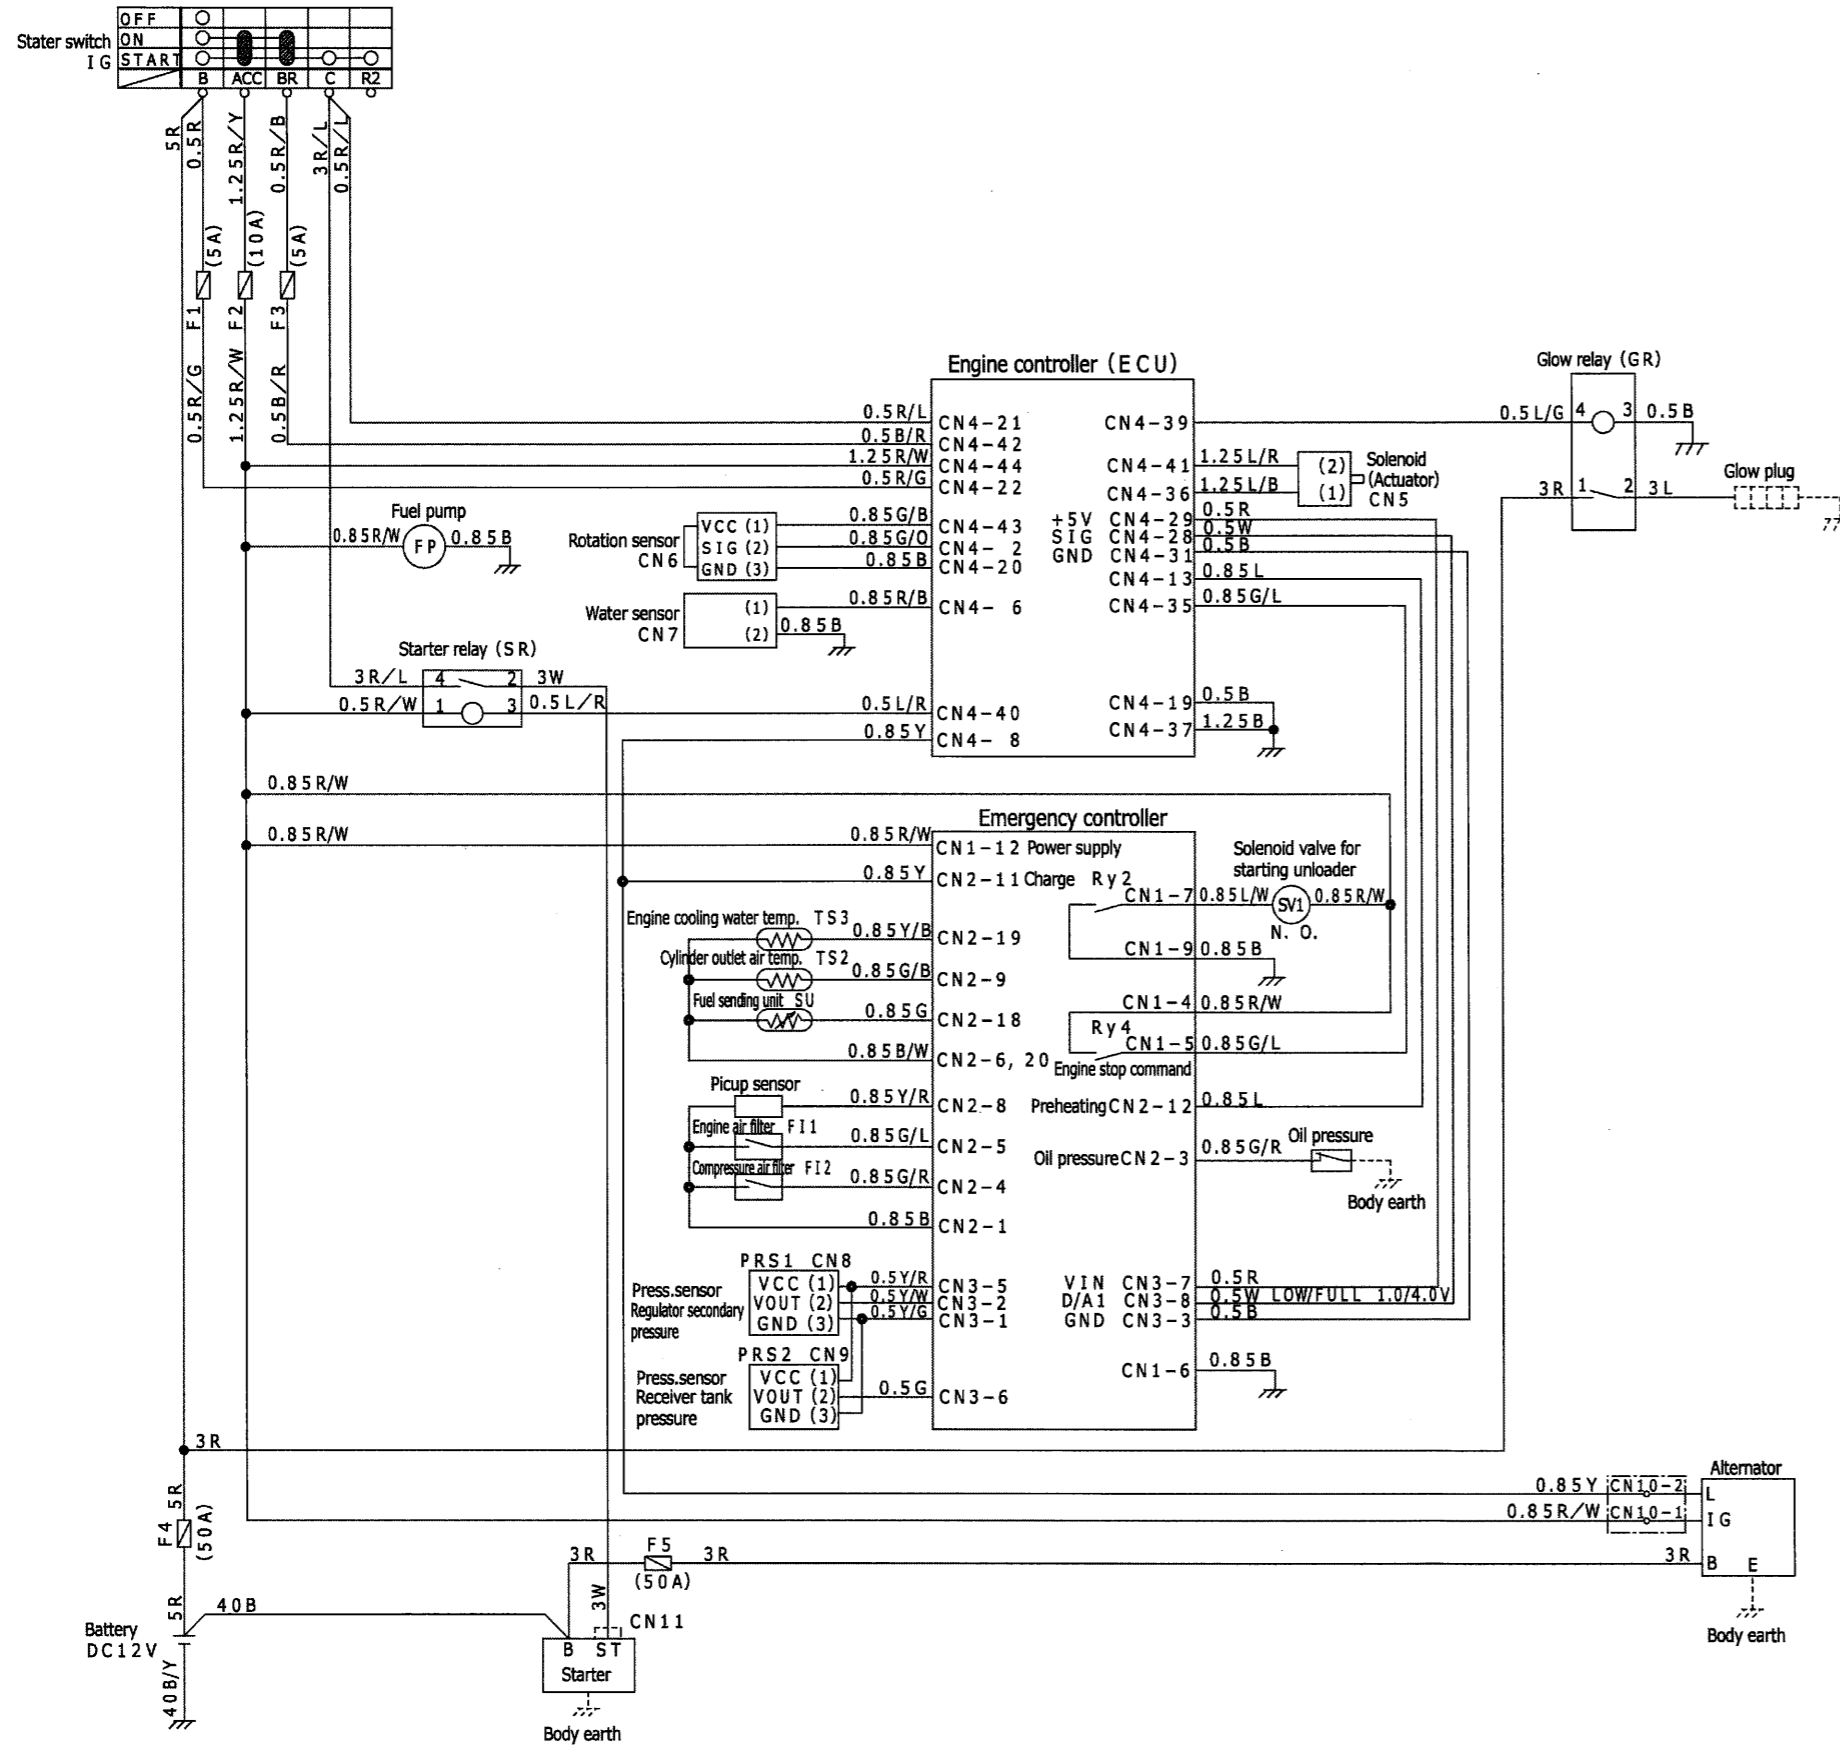 OFF
Stater switch ON
IG START
B ACC BR C R2
5R
0.5R
1.25R/Y
0.5R/B
3R/L
0.5R/L
(5A)
(10A)
(5A)
F1
F2
F3
0.5R/G
1.25R/W
0.5B/R
Engine controller (ECU)
Glow relay (GR)
0.5R/L CN4-21 CN4-39 0.5L/G 4 3 0.5B
0.5B/R CN4-42
1.25R/W CN4-44 CN4-41 1.25L/R (2) Solenoid
(Actuator)
0.5R/G CN4-22 CN4-36 1.25L/B (1) CN5
3R 1 2 3L Glow plug
Fuel pump
0.85R/W FP 0.85B
Rotation sensor
CN6
VCC (1) 0.85G/B CN4-43
SIG (2) 0.85G/O CN4- 2
GND (3) 0.85B CN4-20
+5V CN4-29 0.5R
SIG CN4-28 0.5W
GND CN4-31 0.5B
CN4-13 0.85L
CN4-35 0.85G/L
Water sensor
CN7
(1) 0.85R/B CN4- 6
(2) 0.85B
Starter relay (SR)
3R/L 4 2 3W
0.5R/W 1 3 0.5L/R 0.5L/R CN4-40
0.85Y CN4- 8
CN4-19 0.5B
CN4-37 1.25B
0.85R/W
Emergency controller
0.85R/W 0.85R/W CN1-12 Power supply
0.85Y CN2-11 Charge Ry2
Solenoid valve for
starting unloader
CN1-7 0.85L/W SV1 0.85R/W
N. O.
CN1-9 0.85B
Engine cooling water temp. TS3 0.85Y/B CN2-19
Cylinder outlet air temp. TS2 0.85G/B CN2-9
Fuel sending unit SU 0.85G CN2-18
0.85B/W CN2-6, 20
CN1-4 0.85R/W
Ry4
CN1-5 0.85G/L
Engine stop command
Picup sensor 0.85Y/R CN2-8
Preheating CN2-12 0.85L
Engine air filter FI1 0.85G/L CN2-5
Oil pressure CN2-3 0.85G/R Oil pressure
Body earth
Compressure air filter FI2 0.85G/R CN2-4
0.85B CN2-1
PRS1 CN8
Press.sensor
Regulator secondary
pressure
VCC (1) 0.5Y/R CN3-5
VOUT (2) 0.5Y/W CN3-2
GND (3) 0.5Y/G CN3-1
VIN CN3-7 0.5R
D/A1 CN3-8 0.5W LOW/FULL 1.0/4.0V
GND CN3-3 0.5B
PRS2 CN9
Press.sensor
Receiver tank
pressure
VCC (1)
VOUT (2) 0.5G CN3-6
GND (3)
CN1-6 0.85B
3R
5R
F4
(50A)
5R
Alternator
0.85Y CN10-2 L
0.85R/W CN10-1 IG
3R F5 3R 3R B E
(50A)
Body earth
40B
3W
CN11
Battery
DC12V
40B/Y
B ST
Starter
Body earth